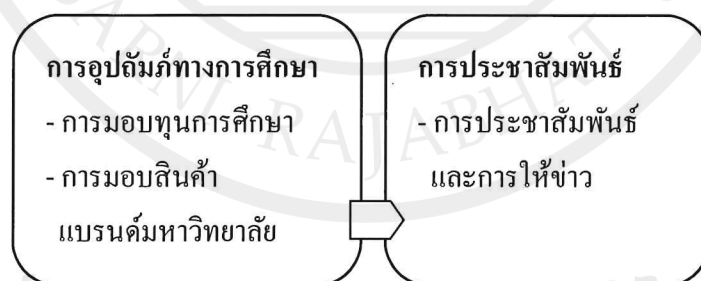 การอุปถัมภ์ทางการศึกษา
- การมอบทุนการศึกษา
- การมอบสินค้า
แบรนด์มหาวิทยาลัย
การประชาสัมพันธ์
- การประชาสัมพันธ์
และการให้ข่าว
RAJABHAT